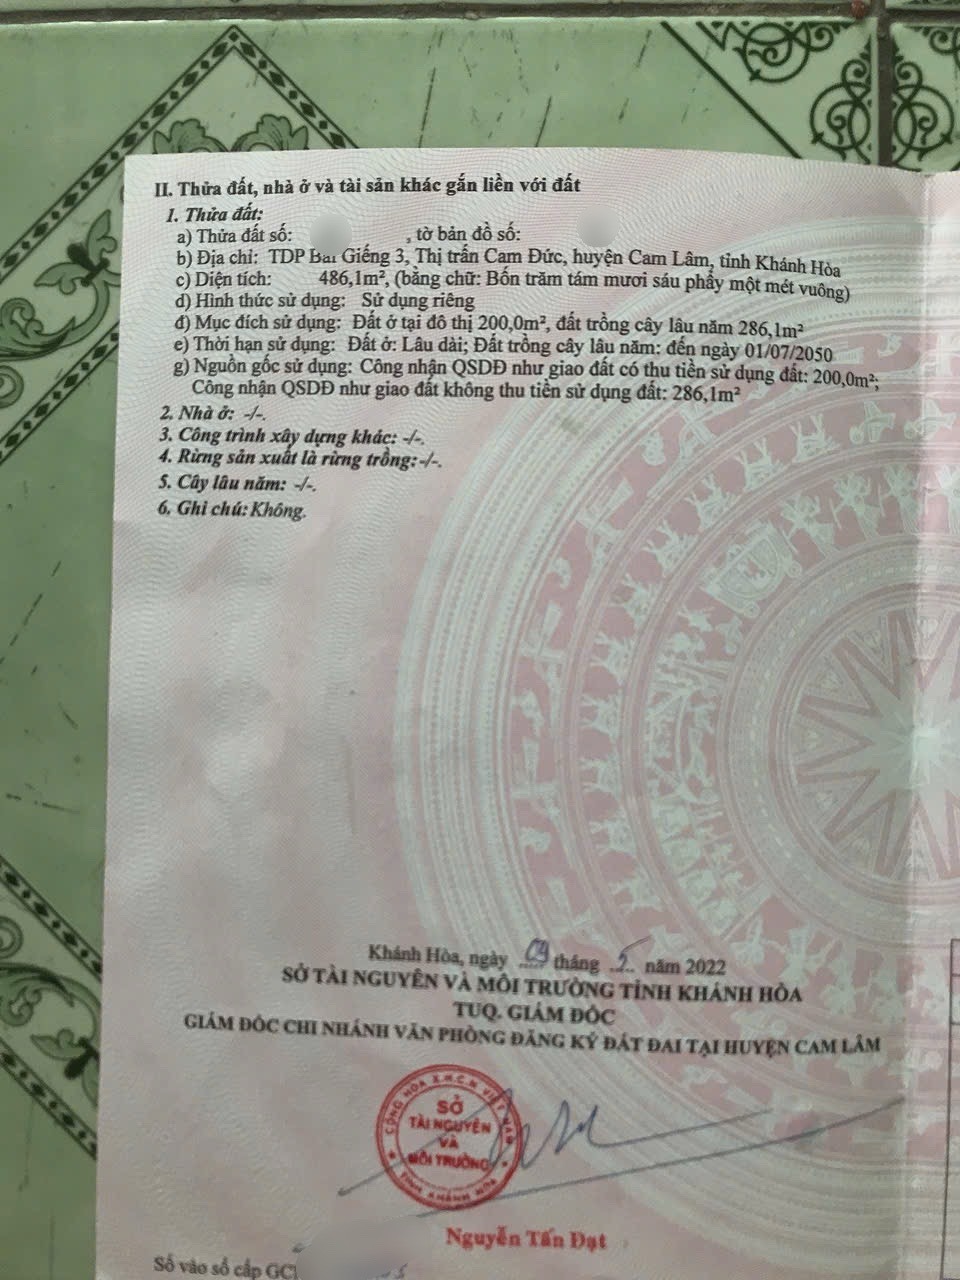 II. Thửa đất, nhà ở và tài sản khác gắn liền với đất
1. Thửa đất:
a) Thửa đất số: , tờ bản đồ số:
b) Địa chỉ: TDP Bãi Giếng 3, Thị trấn Cam Đức, huyện Cam Lâm, tỉnh Khánh Hòa
c) Diện tích: 486,1m², (bằng chữ: Bốn trăm tám mươi sáu phẩy một mét vuông)
d) Hình thức sử dụng: Sử dụng riêng
đ) Mục đích sử dụng: Đất ở tại đô thị 200,0m², đất trồng cây lâu năm 286,1m²
e) Thời hạn sử dụng: Đất ở: Lâu dài; Đất trồng cây lâu năm: đến ngày 01/07/2050
g) Nguồn gốc sử dụng: Công nhận QSDĐ như giao đất có thu tiền sử dụng đất: 200,0m²;
Công nhận QSDĐ như giao đất không thu tiền sử dụng đất: 286,1m²
2. Nhà ở: -/-.
3. Công trình xây dựng khác: -/-.
4. Rừng sản xuất là rừng trồng: -/-.
5. Cây lâu năm: -/-.
6. Ghi chú: Không.
Khánh Hòa, ngày 09 tháng 5 năm 2022
SỞ TÀI NGUYÊN VÀ MÔI TRƯỜNG TỈNH KHÁNH HÒA
TUQ. GIÁM ĐỐC
GIÁM ĐỐC CHI NHÁNH VĂN PHÒNG ĐĂNG KÝ ĐẤT ĐAI TẠI HUYỆN CAM LÂM
CỘNG HÒA X.H.C.N VIỆT NAM
SỞ
TÀI NGUYÊN
VÀ
MÔI TRƯỜNG
TỈNH KHÁNH HÒA
Nguyễn Tấn Đạt
Số vào sổ cấp GC